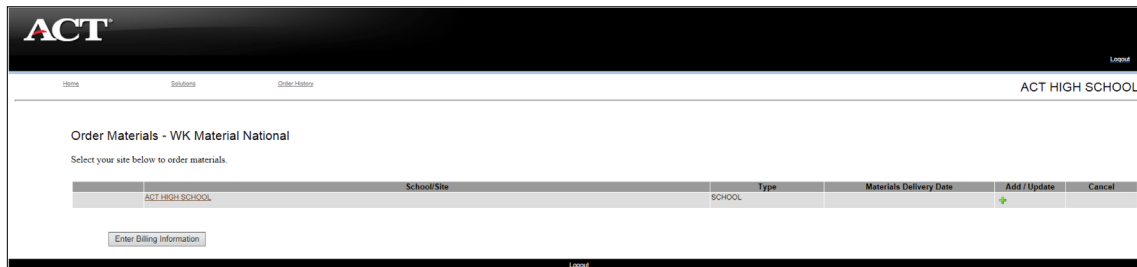 ACT
Logout
Home Solutions Order History
ACT HIGH SCHOOL
Order Materials - WK Material National
Select your site below to order materials.
School/Site Type Materials Delivery Date Add / Update Cancel
ACT HIGH SCHOOL SCHOOL
Enter Billing Information
Logout